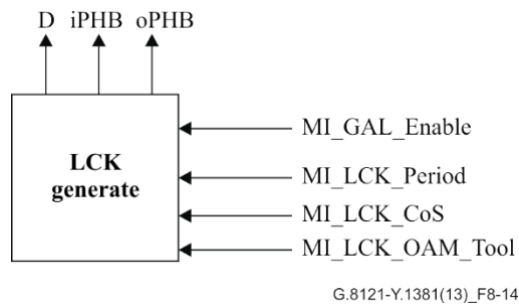 D iPHB oPHB
LCK
generate
MI_GAL_Enable
MI_LCK_Period
MI_LCK_CoS
MI_LCK_OAM_Tool
G.8121-Y.1381(13)_F8-14